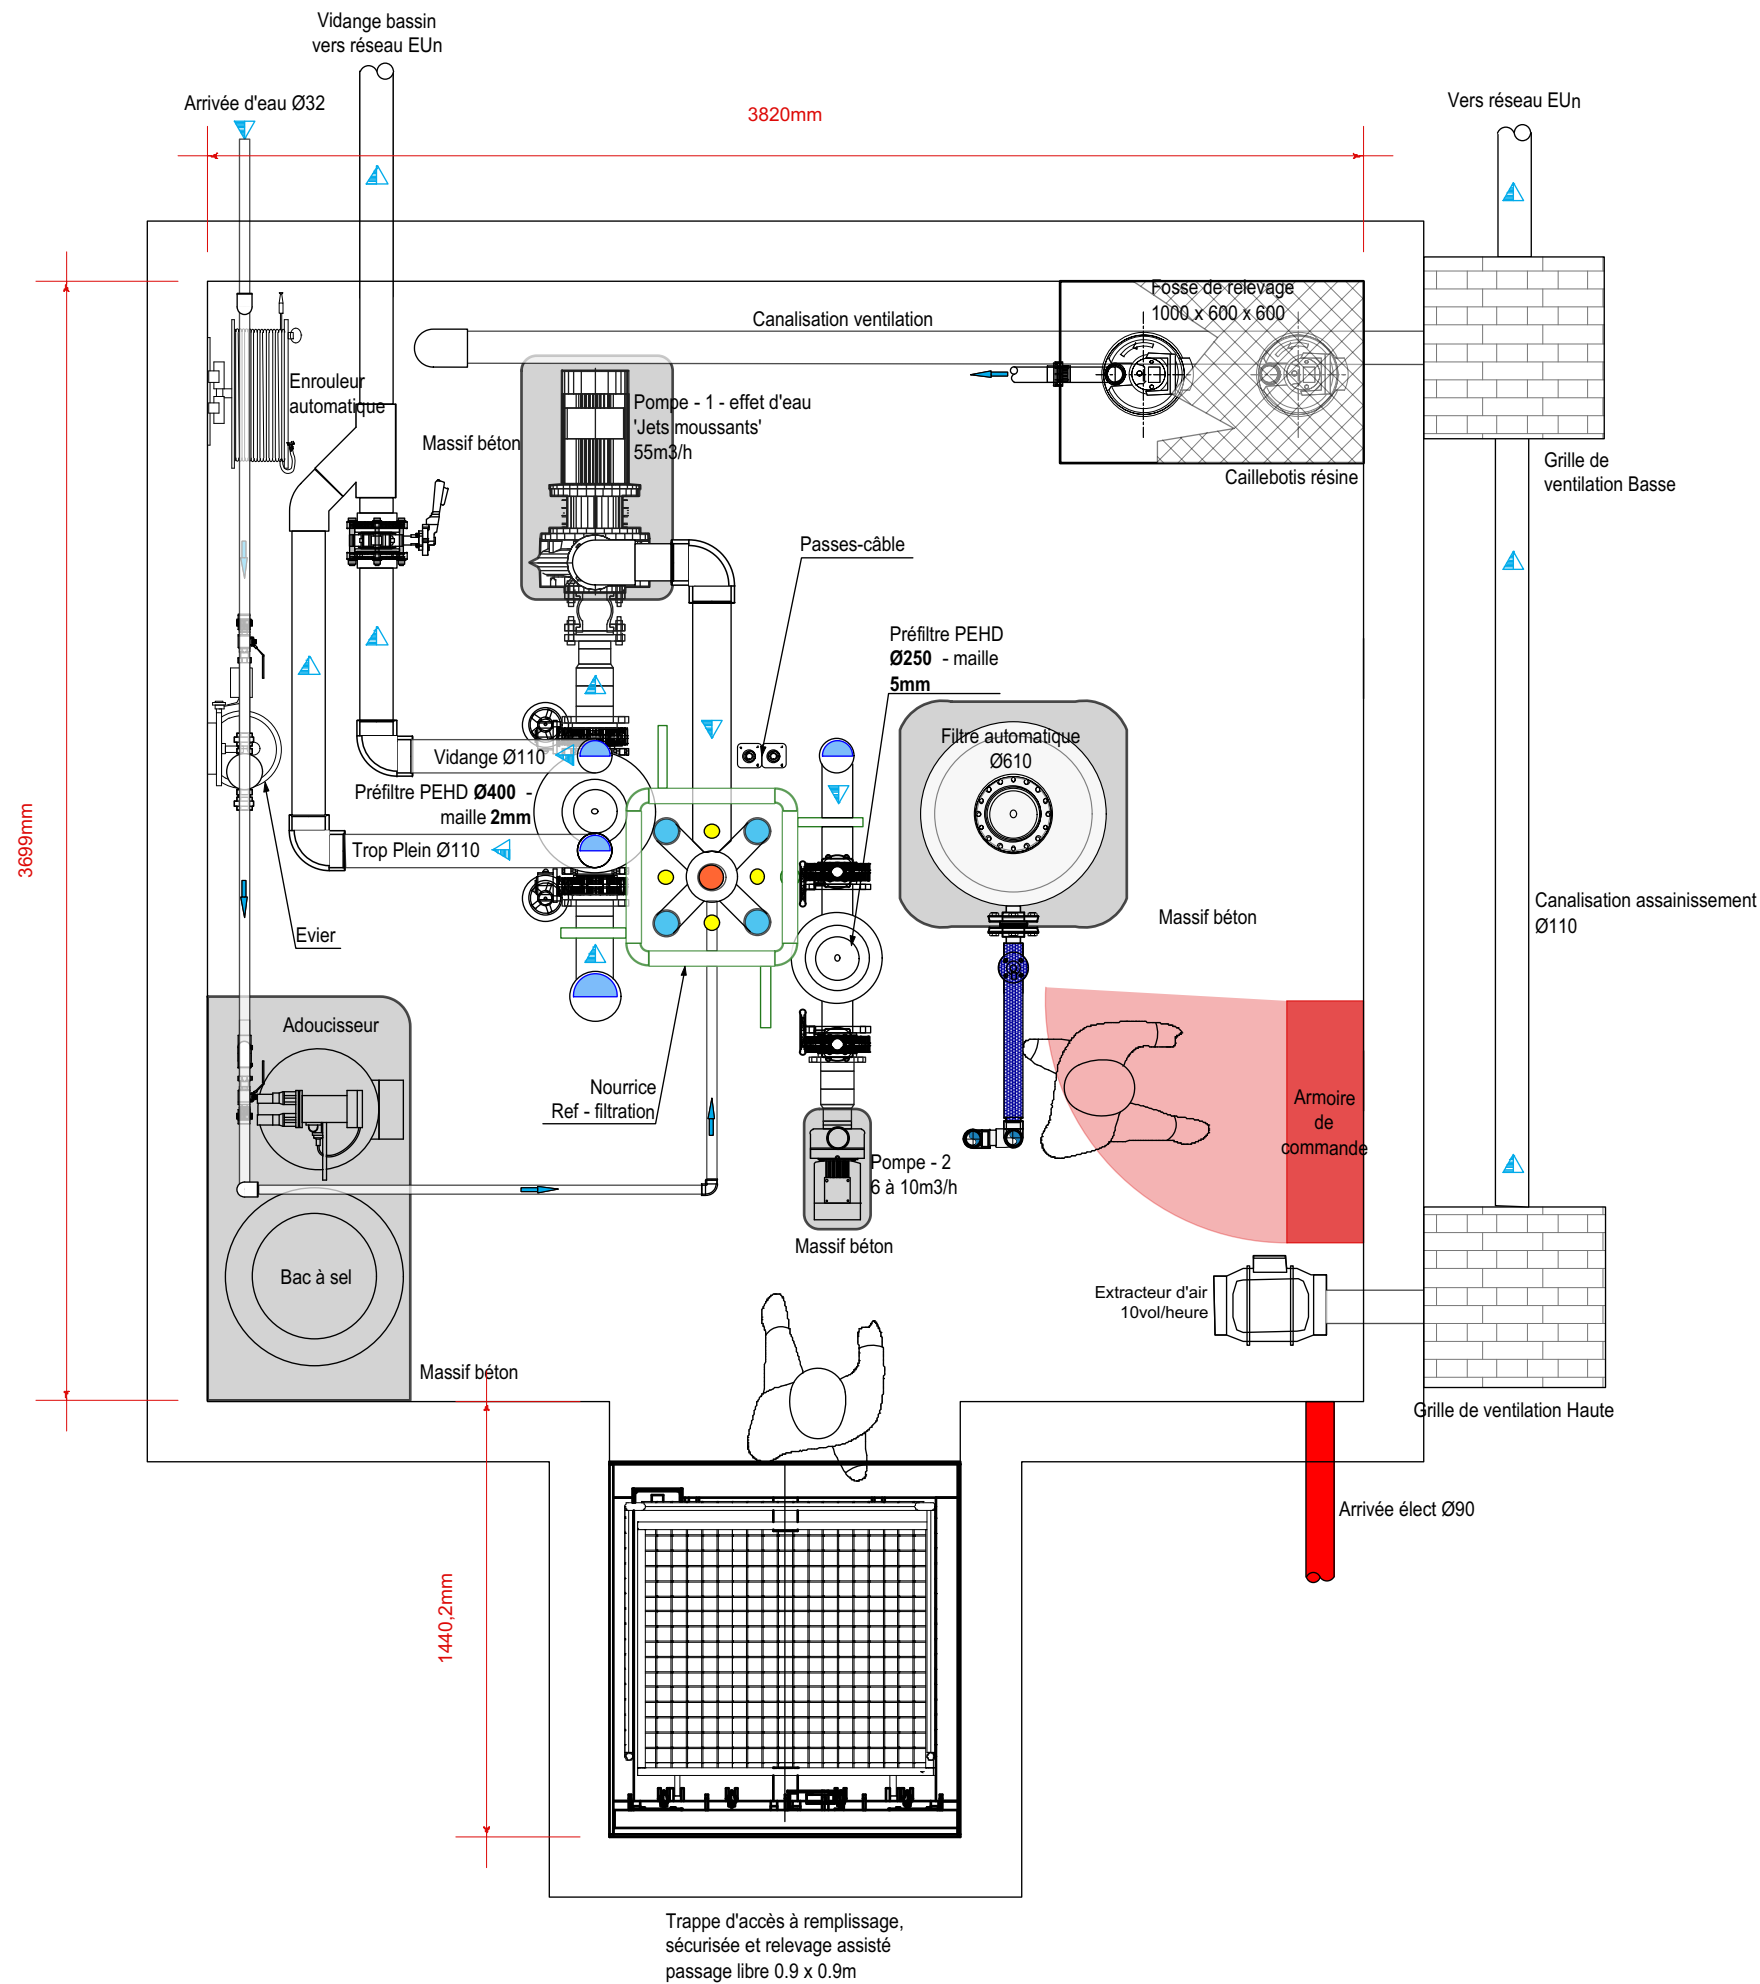 Vidange bassin
vers réseau EUn
Arrivée d'eau Ø32
3820mm
Vers réseau EUn
Fosse de relevage
1000 x 600 x 600
Canalisation ventilation
Enrouleur
automatique
Pompe - 1 - effet d'eau
'Jets moussants'
55m3/h
Massif béton
Caillebotis résine
Grille de
ventilation Basse
Passes-câble
Préfiltre PEHD
Ø250 - maille
5mm
Filtre automatique
Ø610
Vidange Ø110
Préfiltre PEHD Ø400 -
maille 2mm
Trop Plein Ø110
3699mm
Evier
Massif béton
Canalisation assainissement
Ø110
Adoucisseur
Nourrice
Ref - filtration
Armoire
de
commande
Pompe - 2
6 à 10m3/h
Massif béton
Bac à sel
Extracteur d'air
10vol/heure
Massif béton
Grille de ventilation Haute
Arrivée élect Ø90
1440,2mm
Trappe d'accès à remplissage,
sécurisée et relevage assisté
passage libre 0.9 x 0.9m